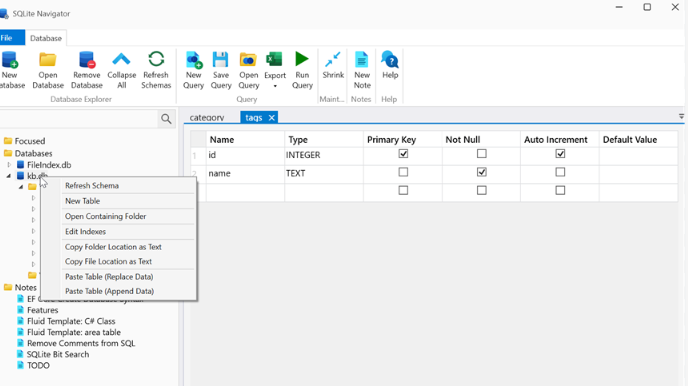 SQLite Navigator
File Database
New Database Open Database Remove Database Collapse All Refresh Schemas New Query Save Query Open Query Export Run Query Shrink New Note Help
Database Explorer Query Maint... Notes Help
category tags
Name Type Primary Key Not Null Auto Increment Default Value
1 id INTEGER
name TEXT
Focused
Databases
FileIndex.db
kb.db
Refresh Schema
New Table
Open Containing Folder
Edit Indexes
Copy Folder Location as Text
Copy File Location as Text
Paste Table (Replace Data)
Paste Table (Append Data)
Notes
Features
Fluid Template: C# Class
Fluid Template: area table
Remove Comments from SQL
SQLite Bit Search
TODO